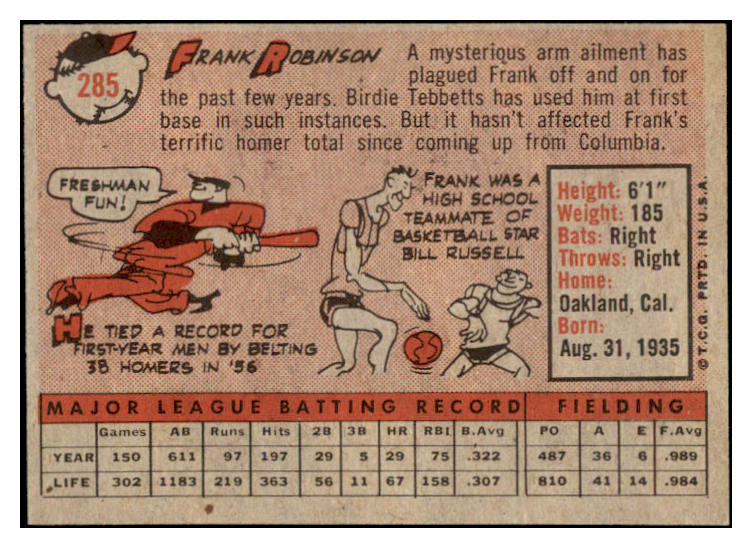 285
FRANK ROBINSON
A mysterious arm ailment has
plagued Frank off and on for
the past few years. Birdie Tebbetts has used him at first
base in such instances. But it hasn't affected Frank's
terrific homer total since coming up from Columbia.
FRESHMAN
FUN!
HE TIED A RECORD FOR
FIRST-YEAR MEN BY BELTING
38 HOMERS IN '56
FRANK WAS A
HIGH SCHOOL
TEAMMATE OF
BASKETBALL STAR
BILL RUSSELL
Height: 6'1"
Weight: 185
Bats: Right
Throws: Right
Home:
Oakland, Cal.
Born:
Aug. 31, 1935
© T.C.G. PRTD. IN U.S.A.
MAJOR LEAGUE BATTING RECORD FIELDING
Games AB Runs Hits 2B 3B HR RBI B.Avg PO A E F.Avg
YEAR 150 611 97 197 29 5 29 75 .322 487 36 6 .989
LIFE 302 1183 219 363 56 11 67 158 .307 810 41 14 .984